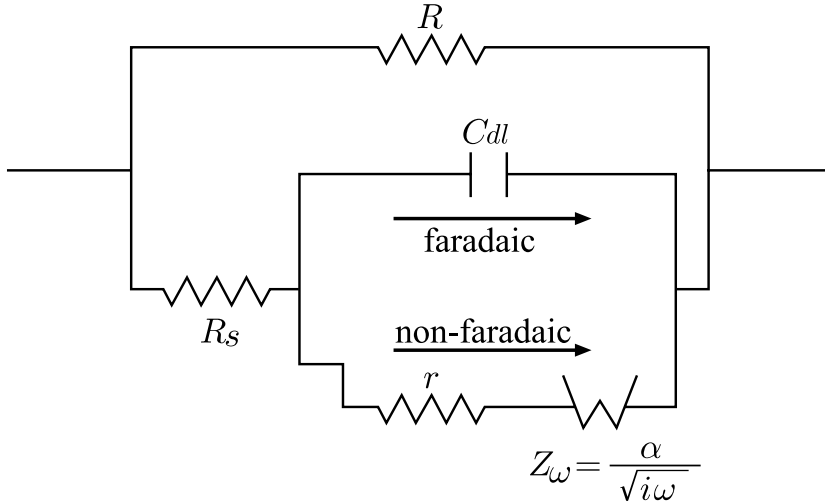 R
Cdl
faradaic
Rs
non-faradaic
r
Zω = α / √iω